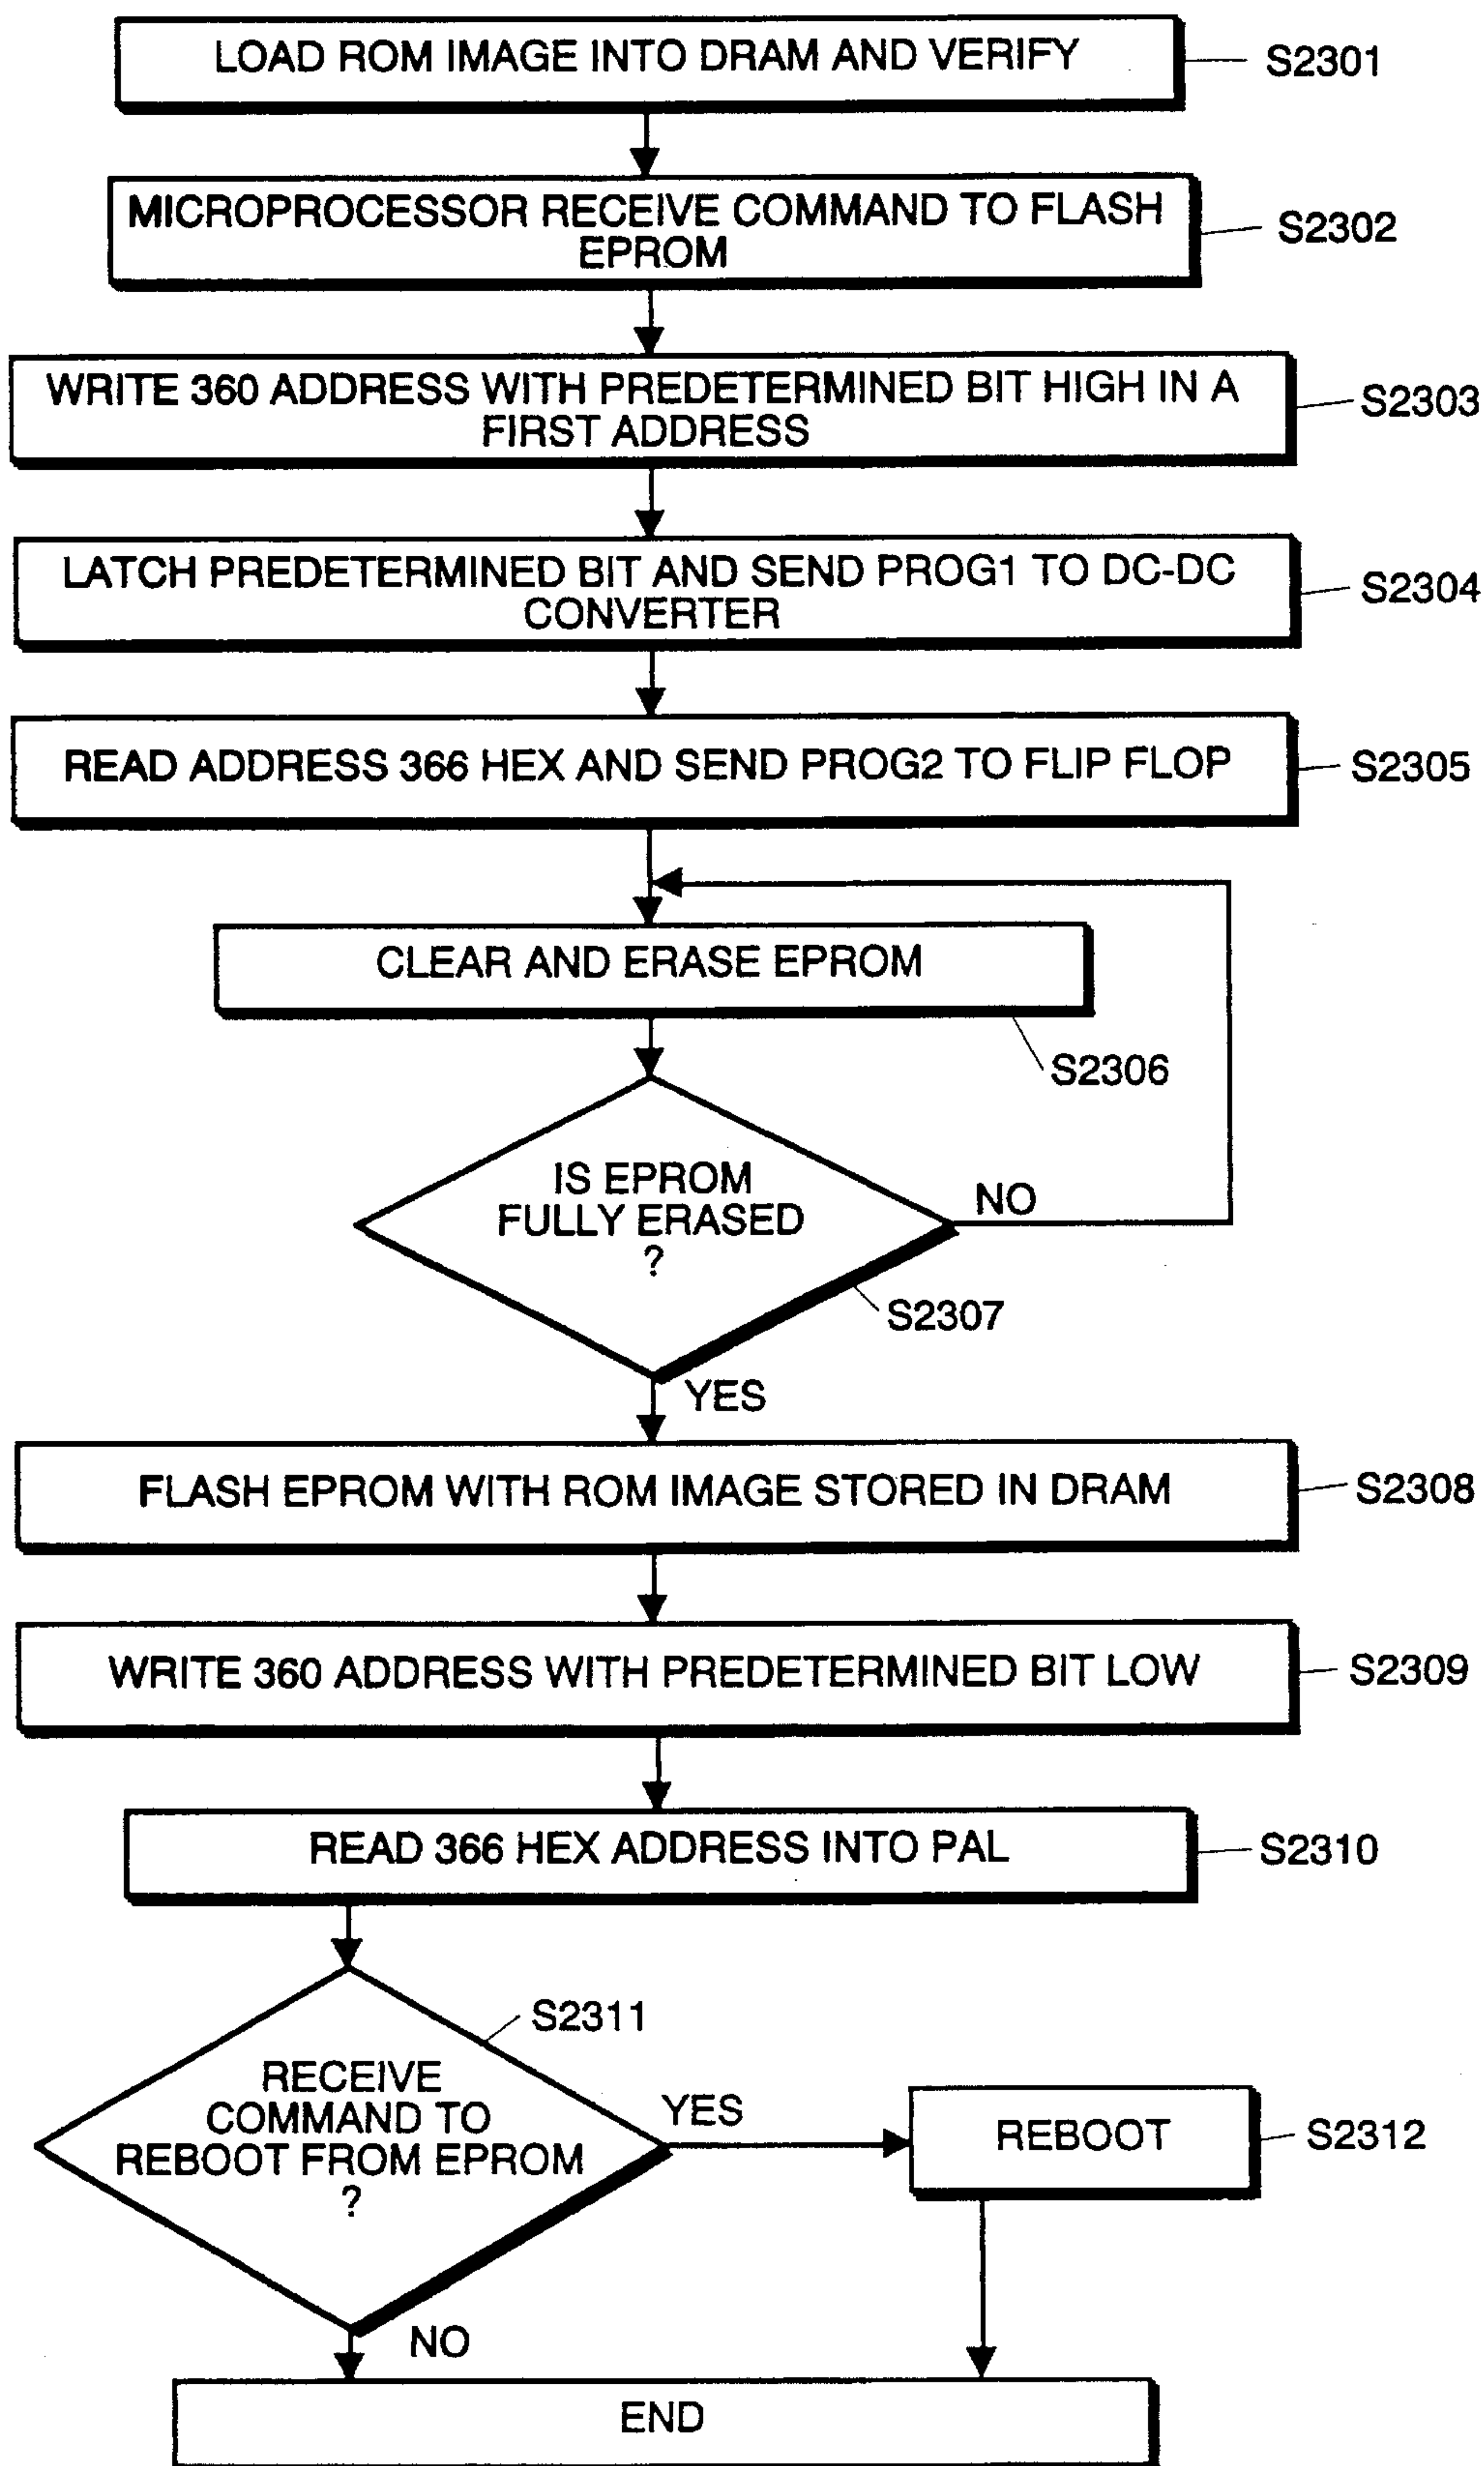 LOAD ROM IMAGE INTO DRAM AND VERIFY
S2301
MICROPROCESSOR RECEIVE COMMAND TO FLASH
EPROM
S2302
WRITE 360 ADDRESS WITH PREDETERMINED BIT HIGH IN A
FIRST ADDRESS
S2303
LATCH PREDETERMINED BIT AND SEND PROG1 TO DC-DC
CONVERTER
S2304
READ ADDRESS 366 HEX AND SEND PROG2 TO FLIP FLOP
S2305
CLEAR AND ERASE EPROM
S2306
IS EPROM
FULLY ERASED
?
NO
S2307
YES
FLASH EPROM WITH ROM IMAGE STORED IN DRAM
S2308
WRITE 360 ADDRESS WITH PREDETERMINED BIT LOW
S2309
READ 366 HEX ADDRESS INTO PAL
S2310
S2311
RECEIVE
COMMAND TO
REBOOT FROM EPROM
?
YES
REBOOT
S2312
NO
END